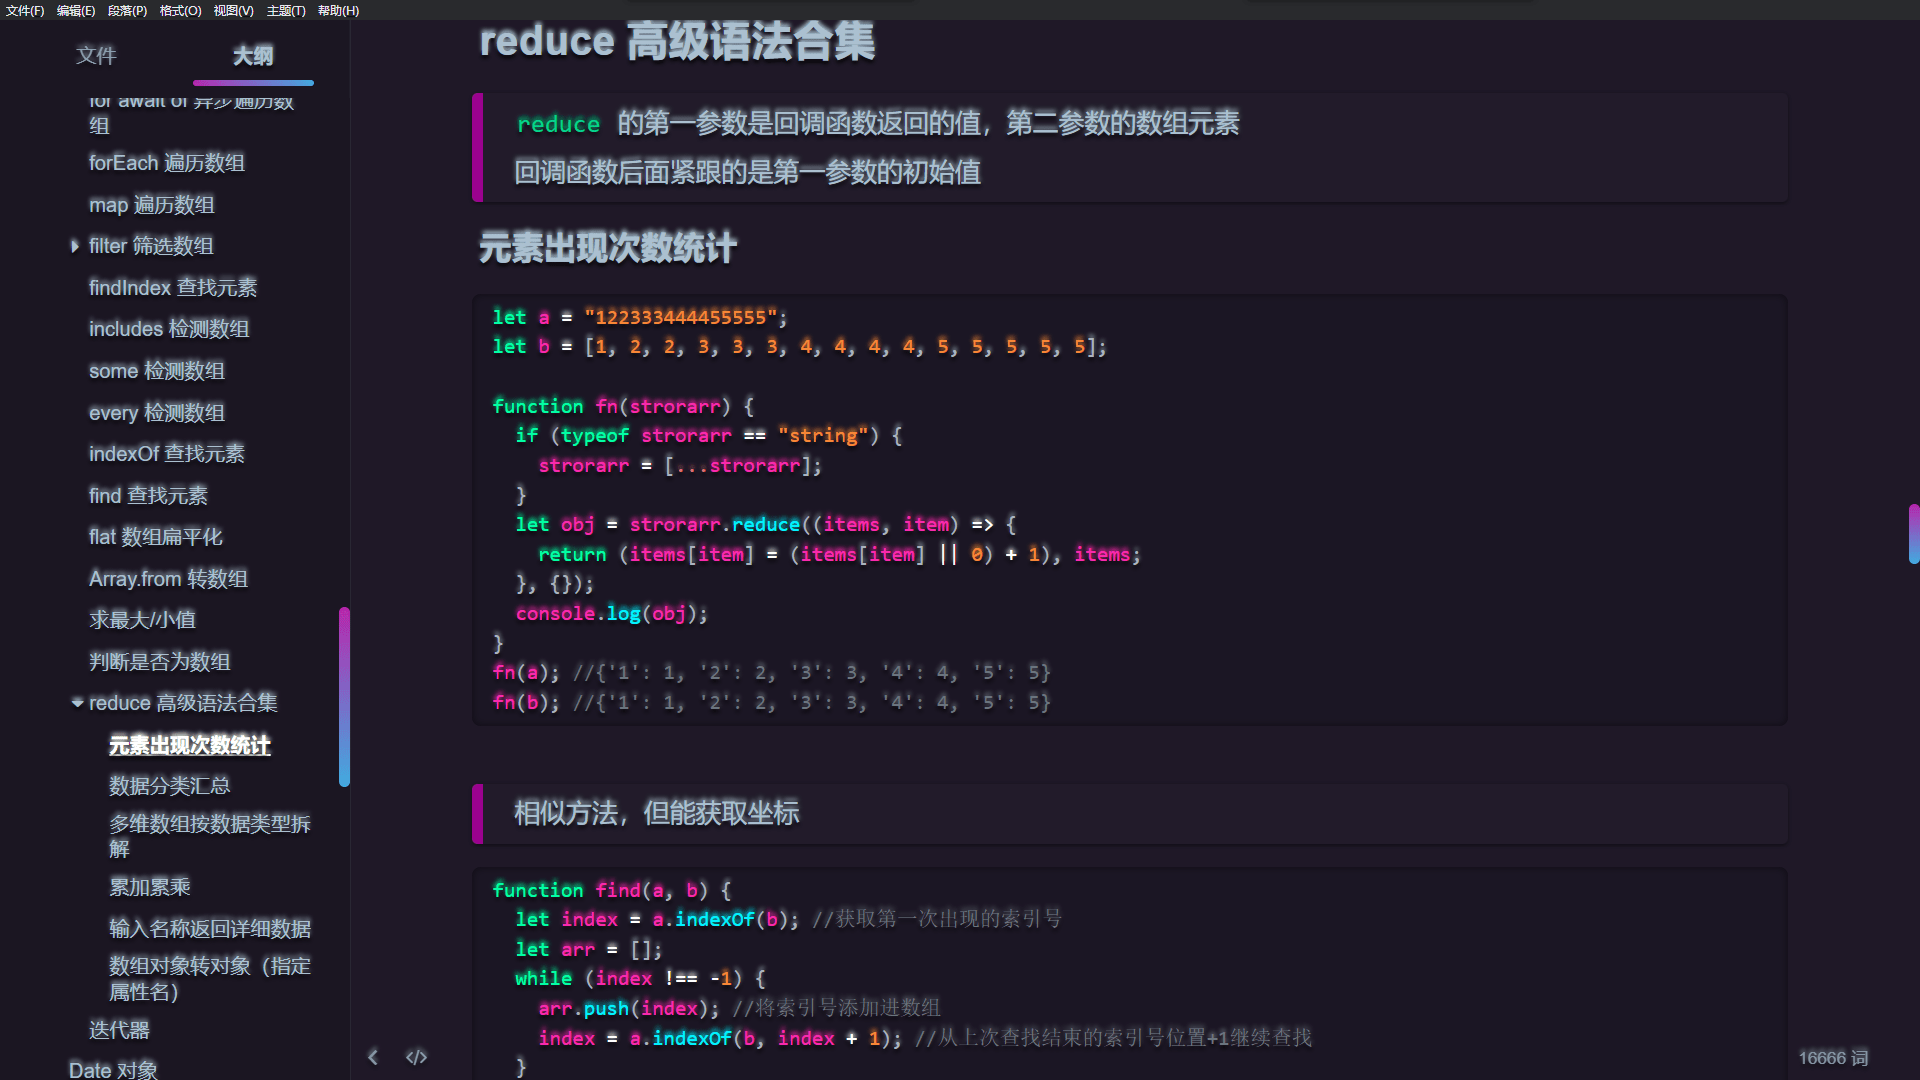 文件(F) 编辑(E) 段落(P) 格式(O) 视图(V) 主题(T) 帮助(H)
文件 大纲
for await of 异步遍历数
组
forEach 遍历数组
map 遍历数组
filter 筛选数组
findIndex 查找元素
includes 检测数组
some 检测数组
every 检测数组
indexOf 查找元素
find 查找元素
flat 数组扁平化
Array.from 转数组
求最大/小值
判断是否为数组
reduce 高级语法合集
元素出现次数统计
数据分类汇总
多维数组按数据类型拆
解
累加累乘
输入名称返回详细数据
数组对象转对象（指定
属性名）
迭代器
Date 对象
reduce 高级语法合集
reduce 的第一参数是回调函数返回的值，第二参数的数组元素
回调函数后面紧跟的是第一参数的初始值
元素出现次数统计
let a = "122333444455555";
let b = [1, 2, 2, 3, 3, 3, 4, 4, 4, 4, 5, 5, 5, 5, 5];
function fn(strorarr) {
  if (typeof strorarr == "string") {
    strorarr = [...strorarr];
  }
  let obj = strorarr.reduce((items, item) => {
    return (items[item] = (items[item] || 0) + 1), items;
  }, {});
  console.log(obj);
}
fn(a); //{'1': 1, '2': 2, '3': 3, '4': 4, '5': 5}
fn(b); //{'1': 1, '2': 2, '3': 3, '4': 4, '5': 5}
相似方法，但能获取坐标
function find(a, b) {
  let index = a.indexOf(b); //获取第一次出现的索引号
  let arr = [];
  while (index !== -1) {
    arr.push(index); //将索引号添加进数组
    index = a.indexOf(b, index + 1); //从上次查找结束的索引号位置+1继续查找
  }
</>
16666 词